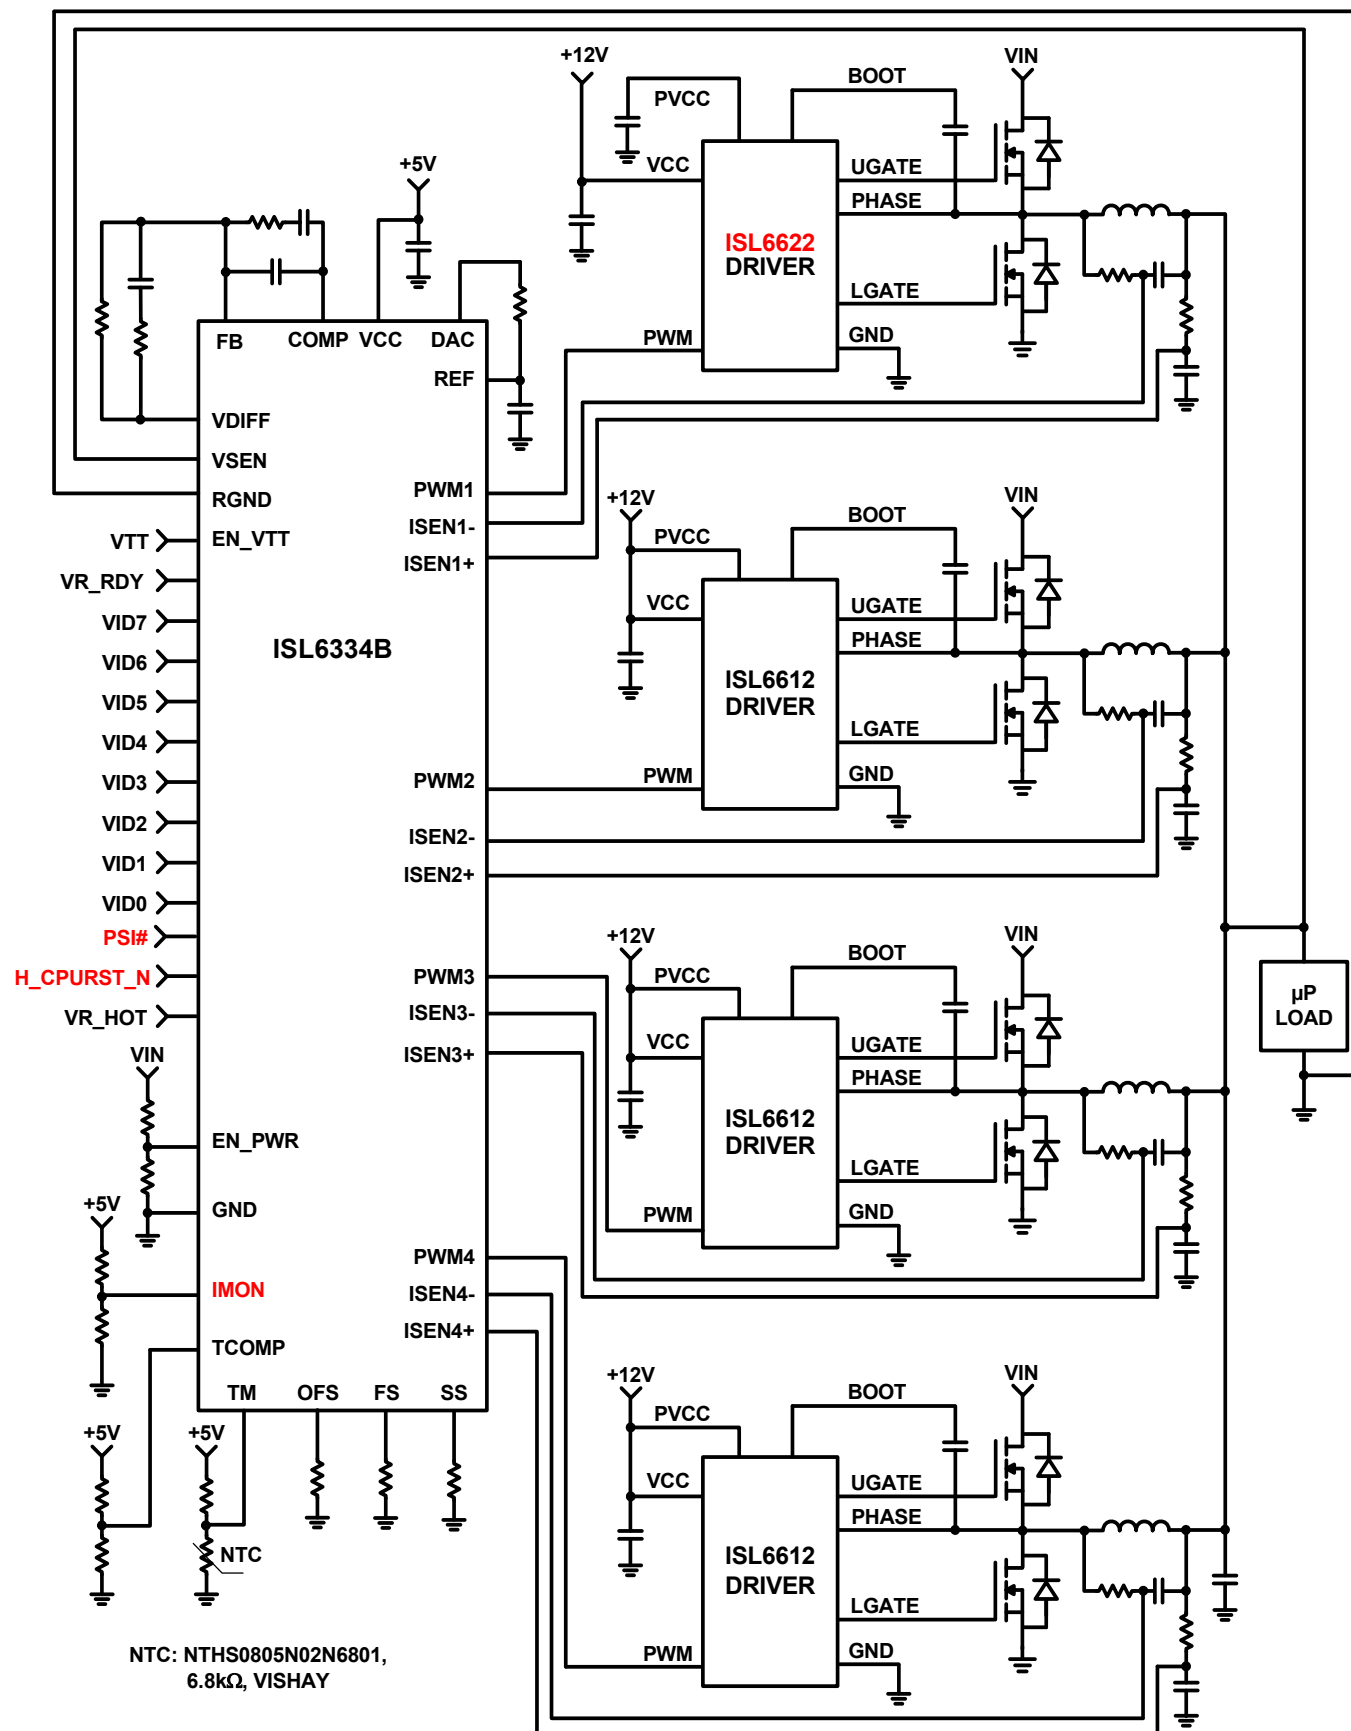 +12V
PVCC
BOOT
VIN
VCC
UGATE
PHASE
ISL6622
DRIVER
LGATE
GND
PWM
+5V
FB
COMP
VCC
DAC
REF
VDIFF
VSEN
RGND
EN_VTT
VTT
VR_RDY
VID7
VID6
VID5
VID4
VID3
VID2
VID1
VID0
PSI#
H_CPURST_N
VR_HOT
VIN
EN_PWR
GND
+5V
IMON
TCOMP
TM
OFS
FS
SS
ISL6334B
PWM1
ISEN1-
ISEN1+
PWM2
ISEN2-
ISEN2+
PWM3
ISEN3-
ISEN3+
PWM4
ISEN4-
ISEN4+
+12V
PVCC
BOOT
VIN
VCC
UGATE
PHASE
ISL6612
DRIVER
LGATE
GND
PWM
+12V
PVCC
BOOT
VIN
VCC
UGATE
PHASE
ISL6612
DRIVER
LGATE
GND
PWM
µP
LOAD
+12V
PVCC
BOOT
VIN
VCC
UGATE
PHASE
ISL6612
DRIVER
LGATE
GND
PWM
+5V
+5V
NTC
NTC: NTHS0805N02N6801,
6.8kΩ, VISHAY